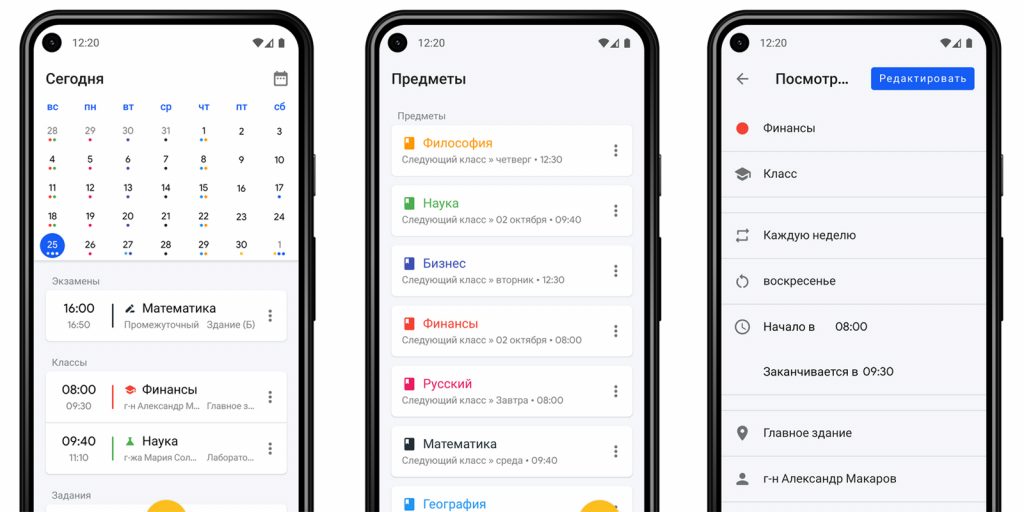 12:20
Сегодня
вс пн вт ср чт пт сб
28 29 30 31 1 2 3
4 5 6 7 8 9 10
11 12 13 14 15 16 17
18 19 20 21 22 23 24
25 26 27 28 29 30 1
Экзамены
16:00 Математика
16:50 Промежуточный Здание (Б)
Классы
08:00 Финансы
09:30 г-н Александр М... Главное з...
09:40 Наука
11:10 г-жа Мария Сол... Лаборато...
Задания
12:20
Предметы
Предметы
Философия
Следующий класс » четверг • 12:30
Наука
Следующий класс » 02 октября • 09:40
Бизнес
Следующий класс » вторник • 12:30
Финансы
Следующий класс » 02 октября • 08:00
Русский
Следующий класс » Завтра • 08:00
Математика
Следующий класс » среда • 09:40
География
12:20
Посмотр... Редактировать
Финансы
Класс
Каждую неделю
воскресенье
Начало в 08:00
Заканчивается в 09:30
Главное здание
г-н Александр Макаров